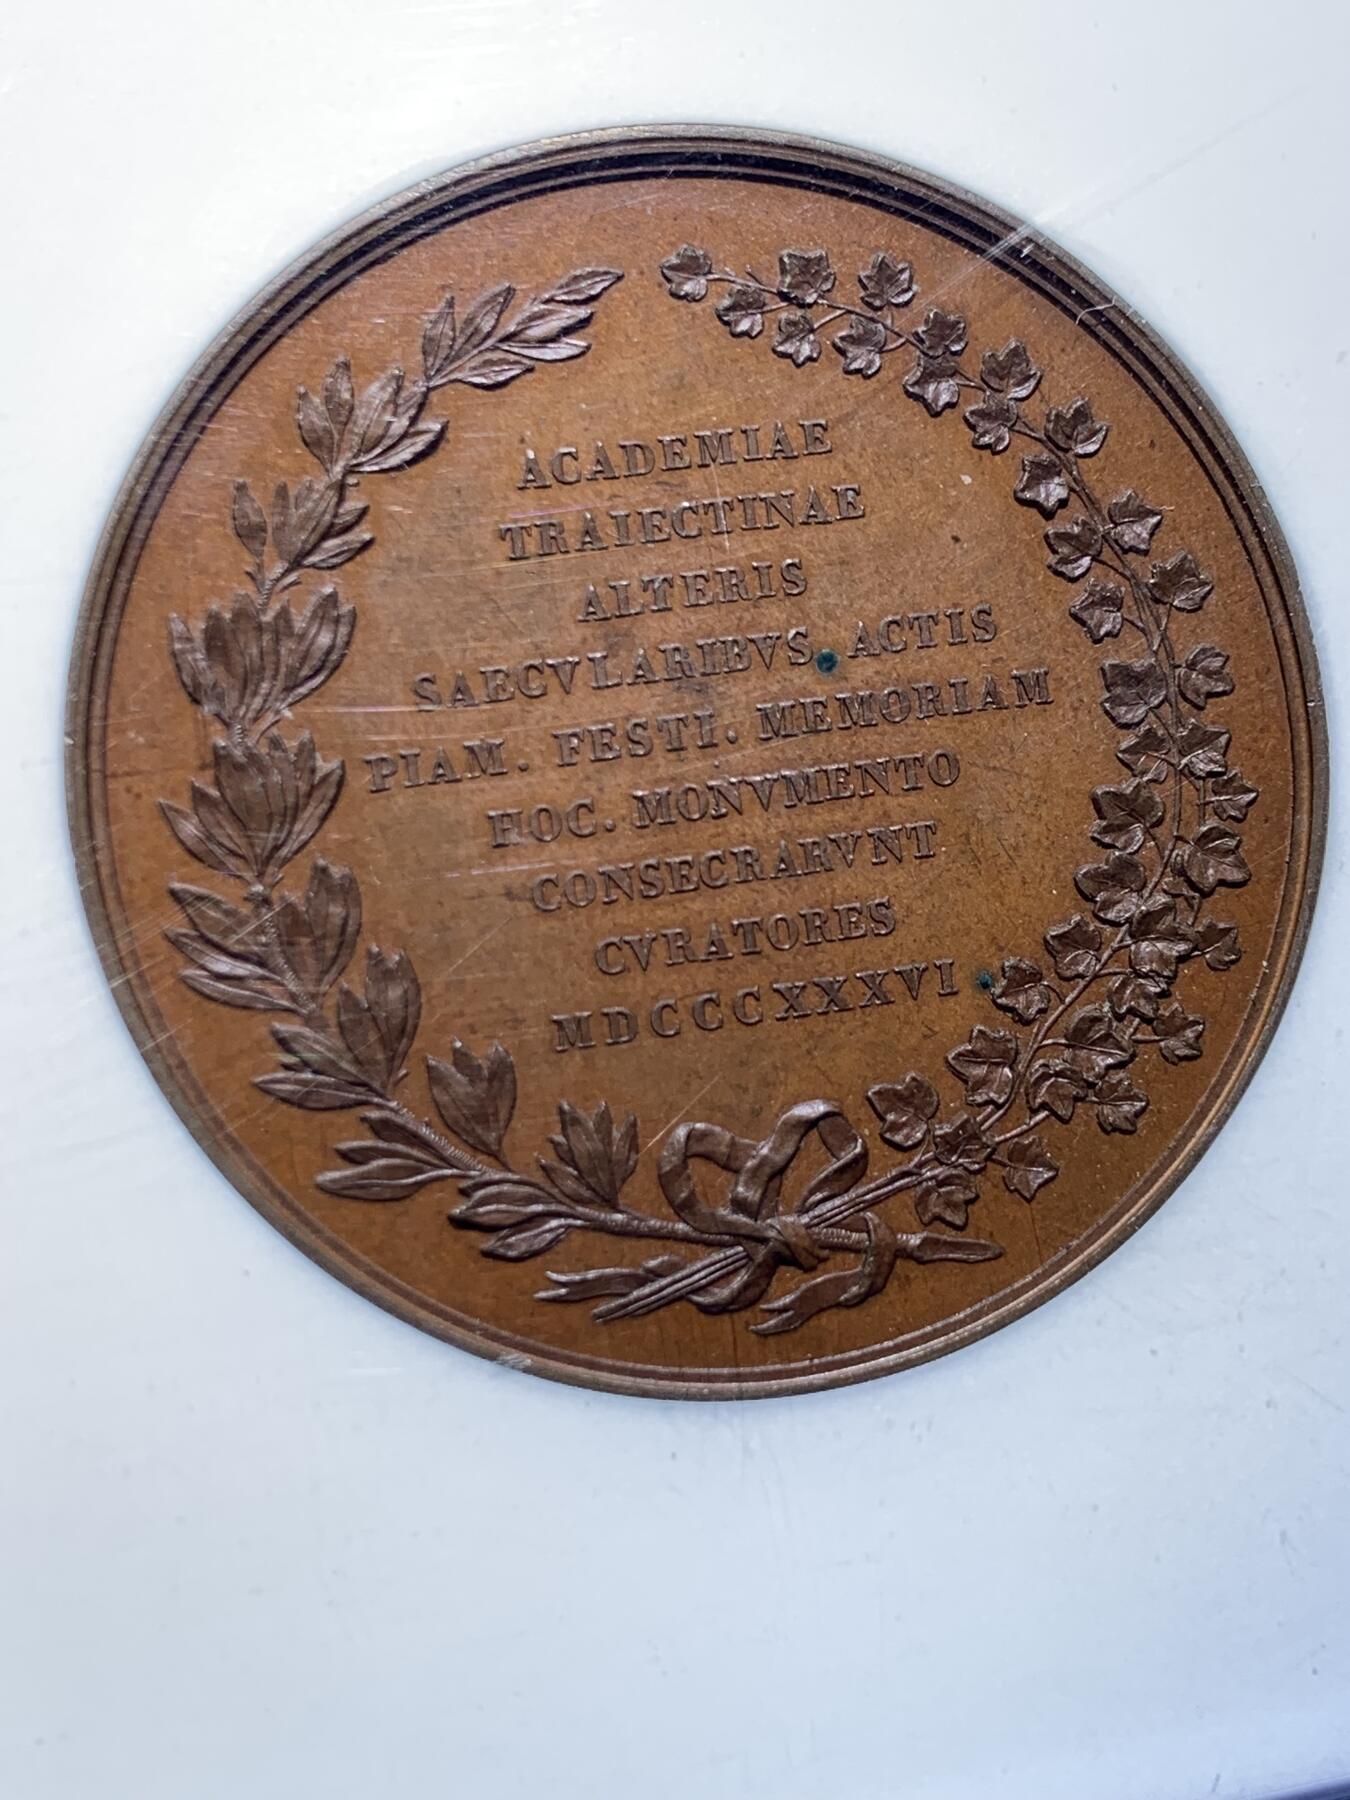 ACADEMIAE
TRAIECTINAE
ALTERIS
SAECVLARIBVS. ACTIS
PIAM. FESTI. MEMORIAM
HOC. MONVMENTO
CONSECRARVNT
CVRATORES
MDCCCXXXVI